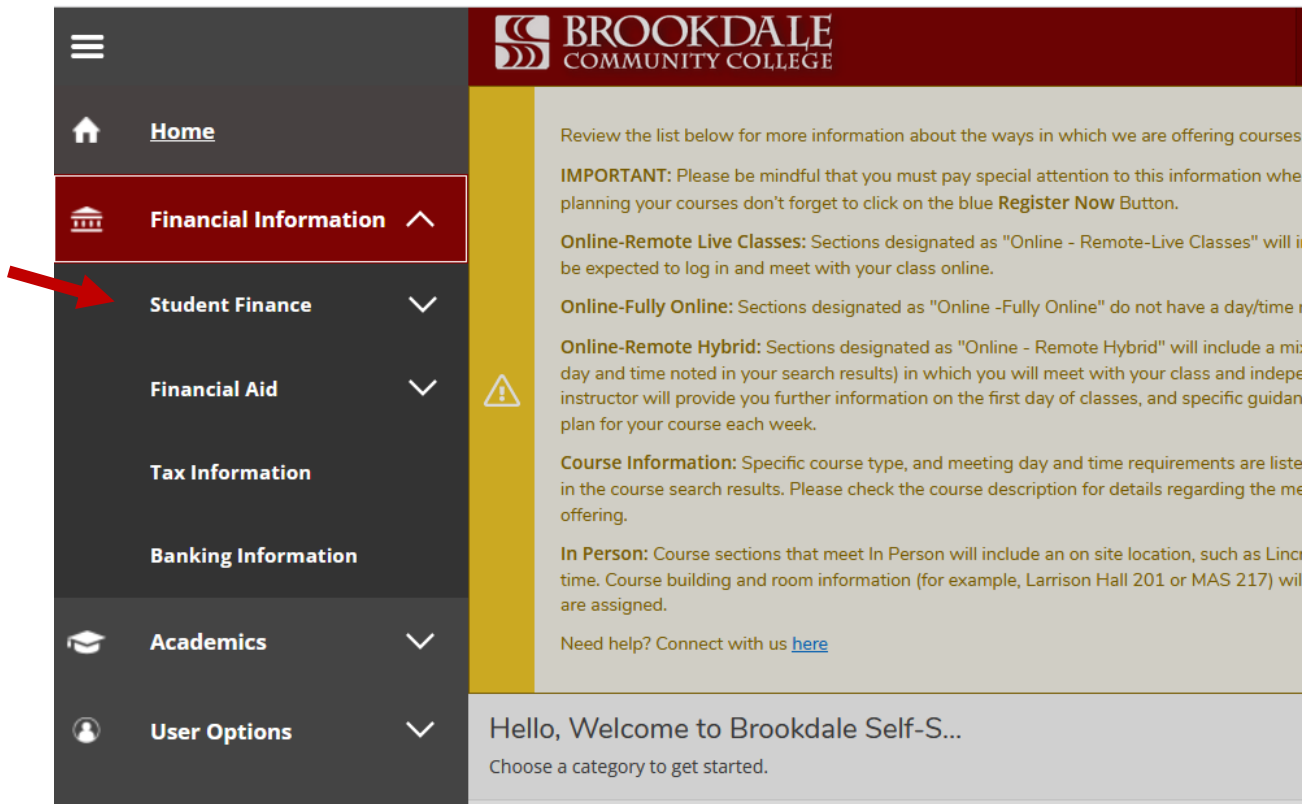 BROOKDALE
COMMUNITY COLLEGE
Home
Financial Information
Student Finance
Financial Aid
Tax Information
Banking Information
Academics
User Options
Review the list below for more information about the ways in which we are offering courses
IMPORTANT: Please be mindful that you must pay special attention to this information whe
planning your courses don't forget to click on the blue Register Now Button.
Online-Remote Live Classes: Sections designated as "Online - Remote-Live Classes" will i
be expected to log in and meet with your class online.
Online-Fully Online: Sections designated as "Online -Fully Online" do not have a day/time
Online-Remote Hybrid: Sections designated as "Online - Remote Hybrid" will include a mi
day and time noted in your search results) in which you will meet with your class and indepe
instructor will provide you further information on the first day of classes, and specific guidan
plan for your course each week.
Course Information: Specific course type, and meeting day and time requirements are liste
in the course search results. Please check the course description for details regarding the me
offering.
In Person: Course sections that meet In Person will include an on site location, such as Lincr
time. Course building and room information (for example, Larrison Hall 201 or MAS 217) wil
are assigned.
Need help? Connect with us here
Hello, Welcome to Brookdale Self-S...
Choose a category to get started.